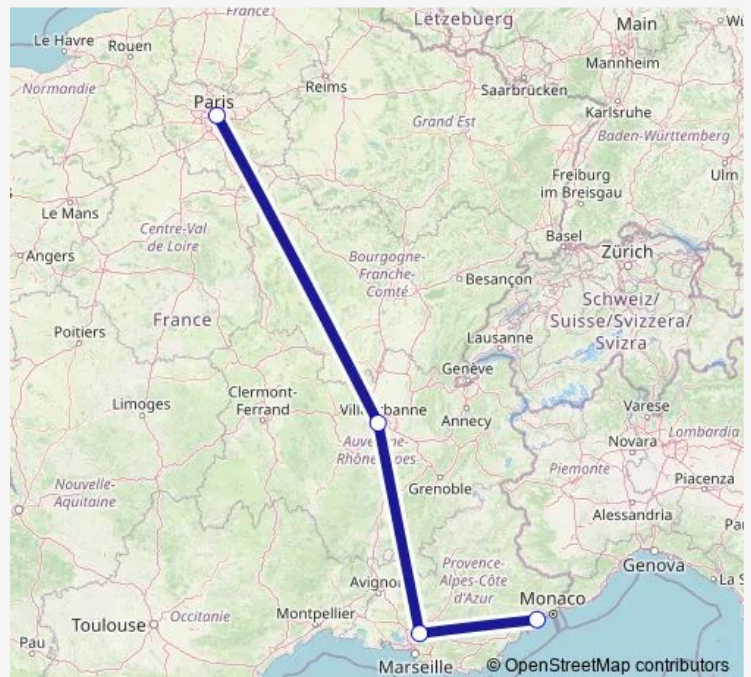 France
Letzebuerg
Main
Le Havre
Rouen
Mannheim
Normandie
Reims
Saarbrücken
Paris
Karlsruhe
Grand Est
Baden-Württemberg
Freiburg
im Breisgau
Ulm
Le Mans
Centre-Val
de Loire
Basel
Zürich
Angers
Bourgogne-
Franche-
Comté
Besançon
Schweiz/
Suisse/Svizzera/
Svizra
France
Poitiers
Lausanne
Genève
Clermont-
Ferrand
Limoges
Annecy
Varese
Novara
Lombardia
Piemonte
Piacenza
Grenoble
Nouvelle-
Aquitaine
Alessandria
Genova
Provence-
Alpes-Côte
d'Azur
Monaco
Montpellier
Occitanie
Toulouse
Pau
Marseille
© OpenStreetMap contributors